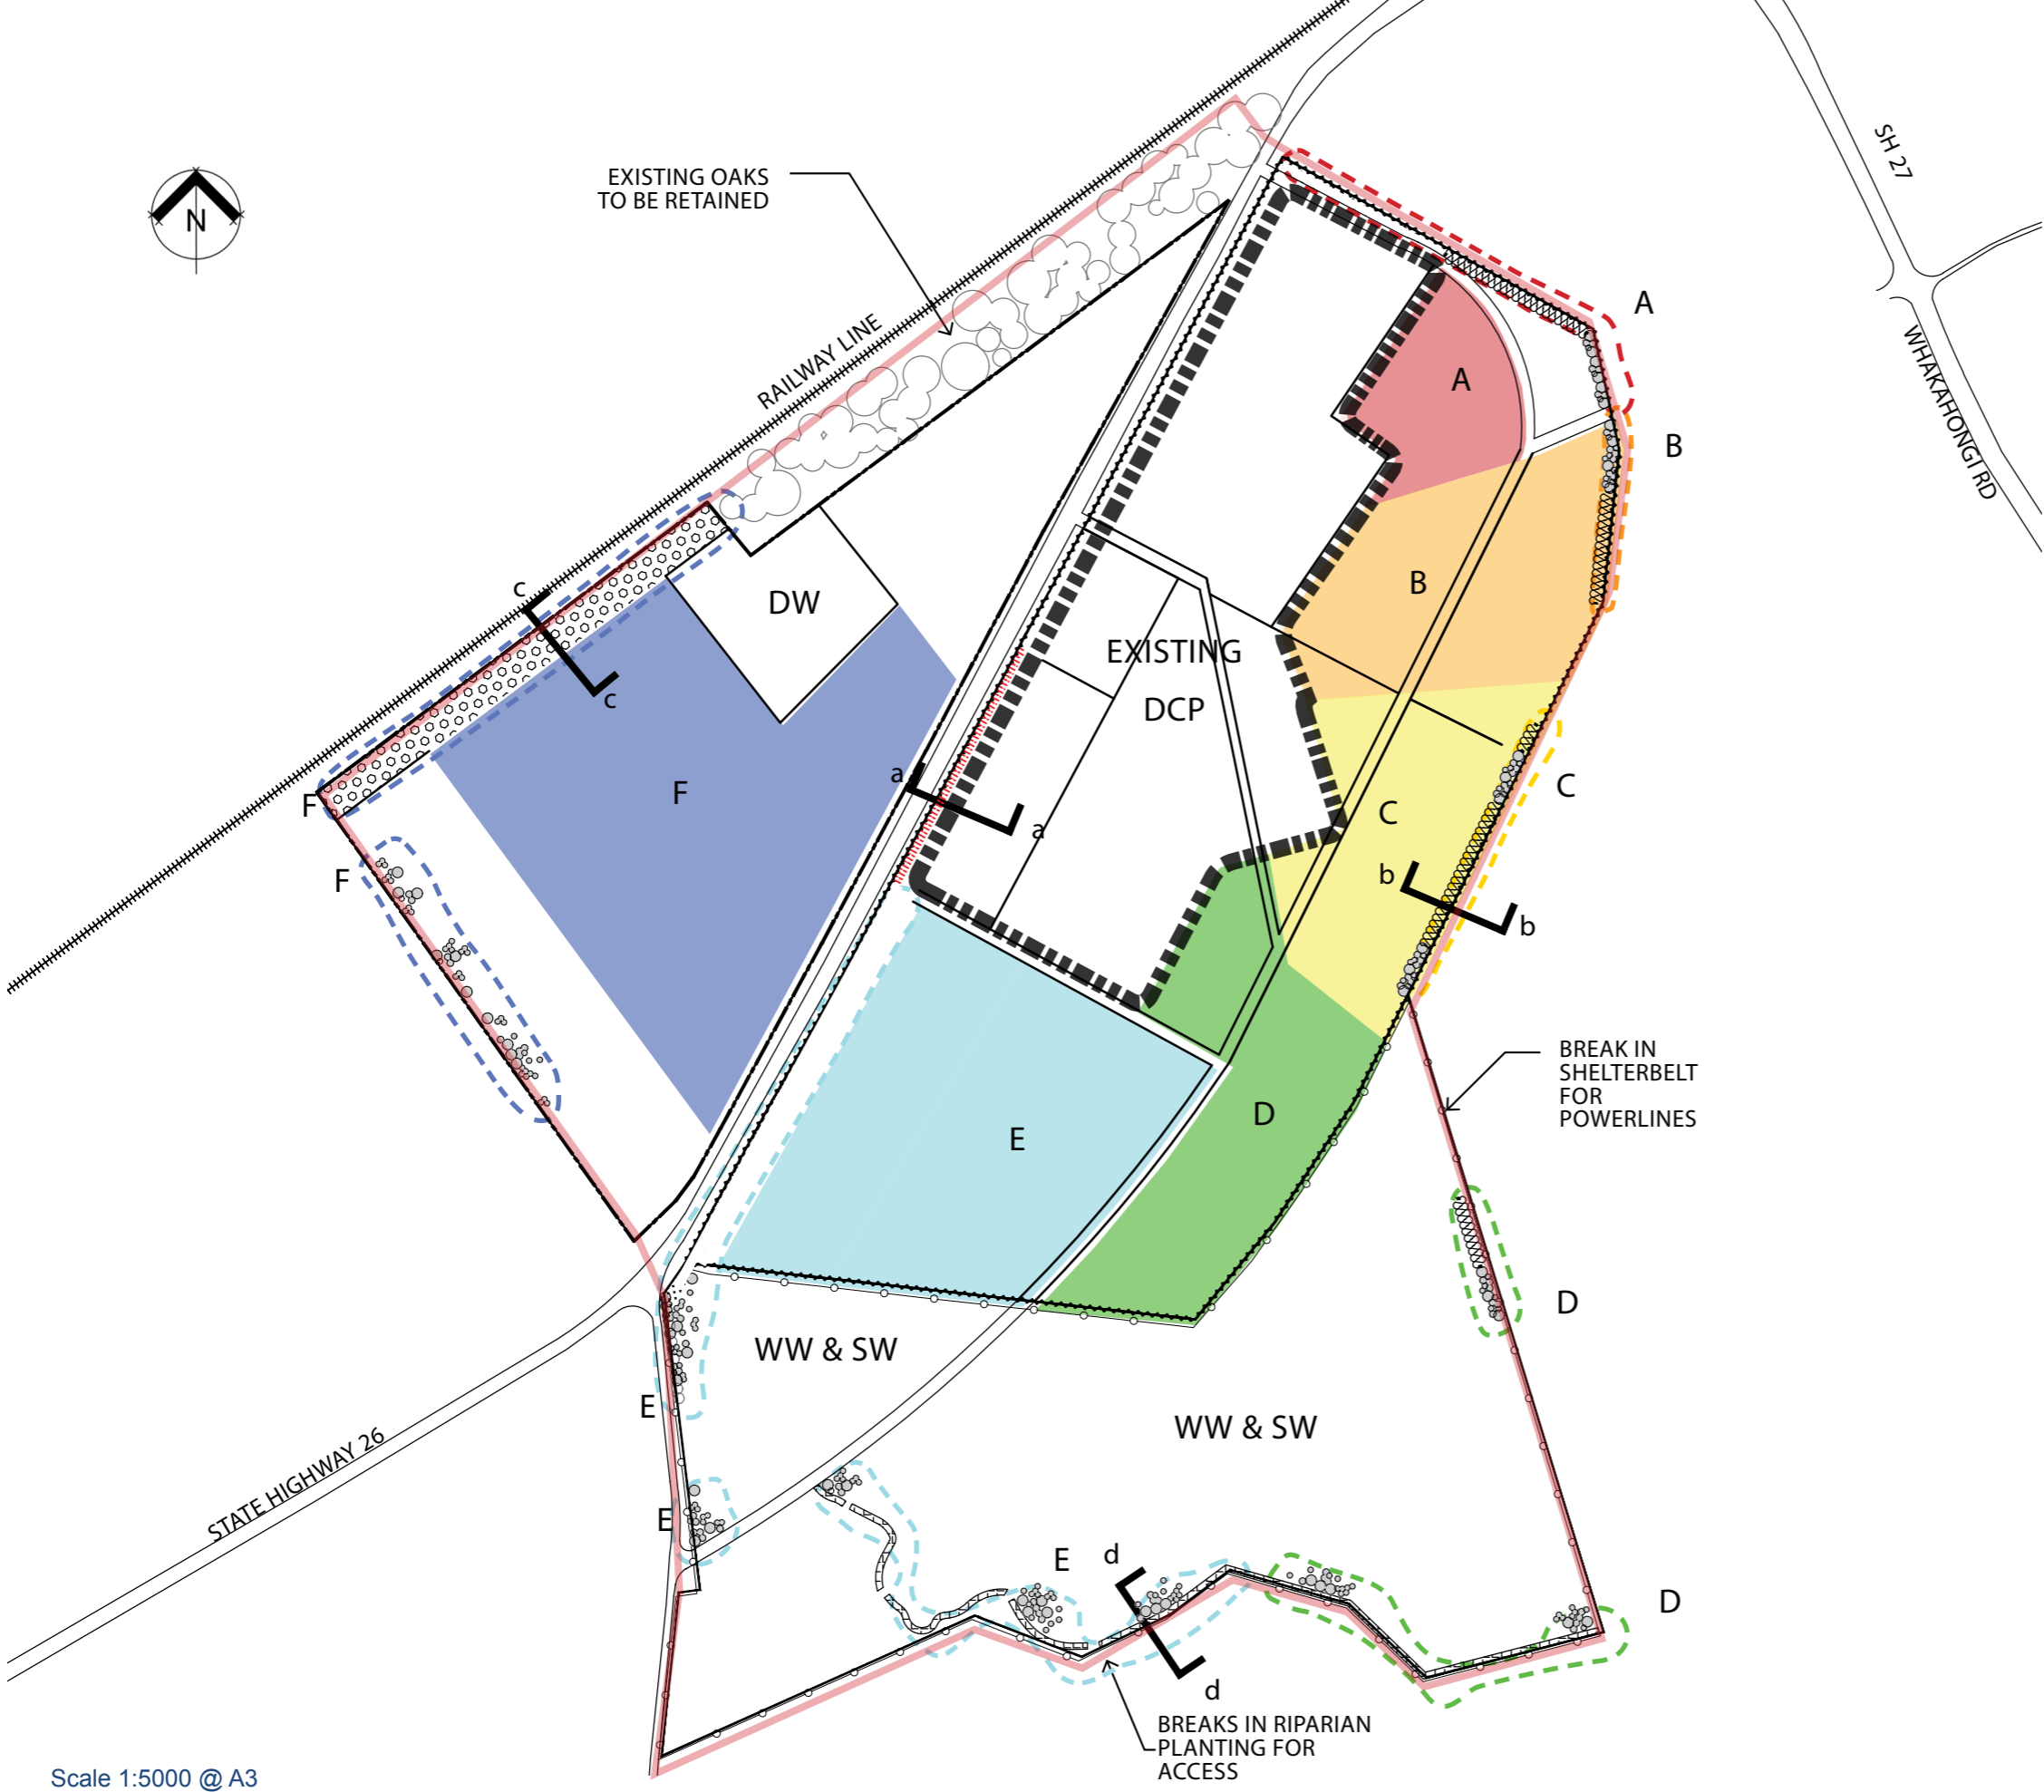 SH 27
EXISTING OAKS
TO BE RETAINED
N
A
RAILWAY LINE
WHAKAHONGI RD
A
B
c
DW
B
EXISTING
c
DCP
F
a
C
F
C
a
b
F
b
BREAK IN
SHELTERBELT
FOR
POWERLINES
D
E
D
WW & SW
E
WW & SW
STATE HIGHWAY 26
E
E
d
D
d
BREAKS IN RIPARIAN
PLANTING FOR
ACCESS
Scale 1:5000 @ A3